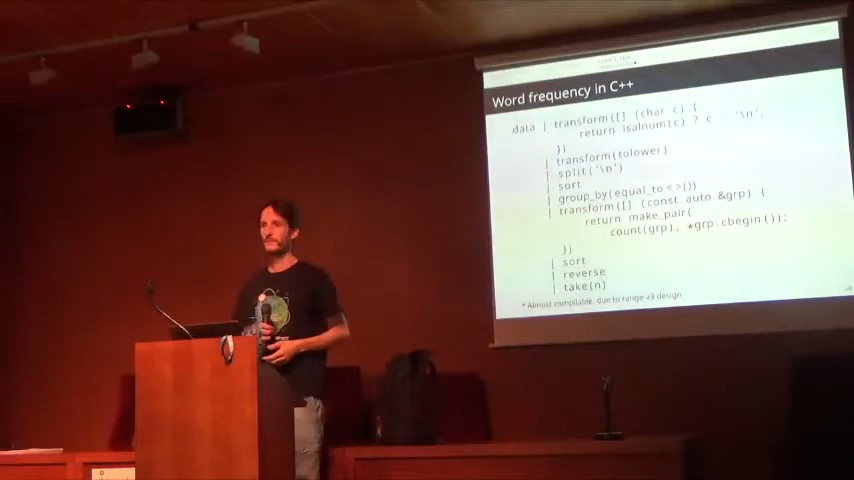 Word frequency in C++
data | transform([] (char c) {
return isalnum(c) ? c '\n';
})
| transform(tolower)
| split('\n')
| sort
| group_by(equal_to<>())
| transform([] (const auto &grp) {
return make_pair(
count(grp), *grp.cbegin());
})
| sort
| reverse
| take(n)
* Almost compilable, due to range-v3 design